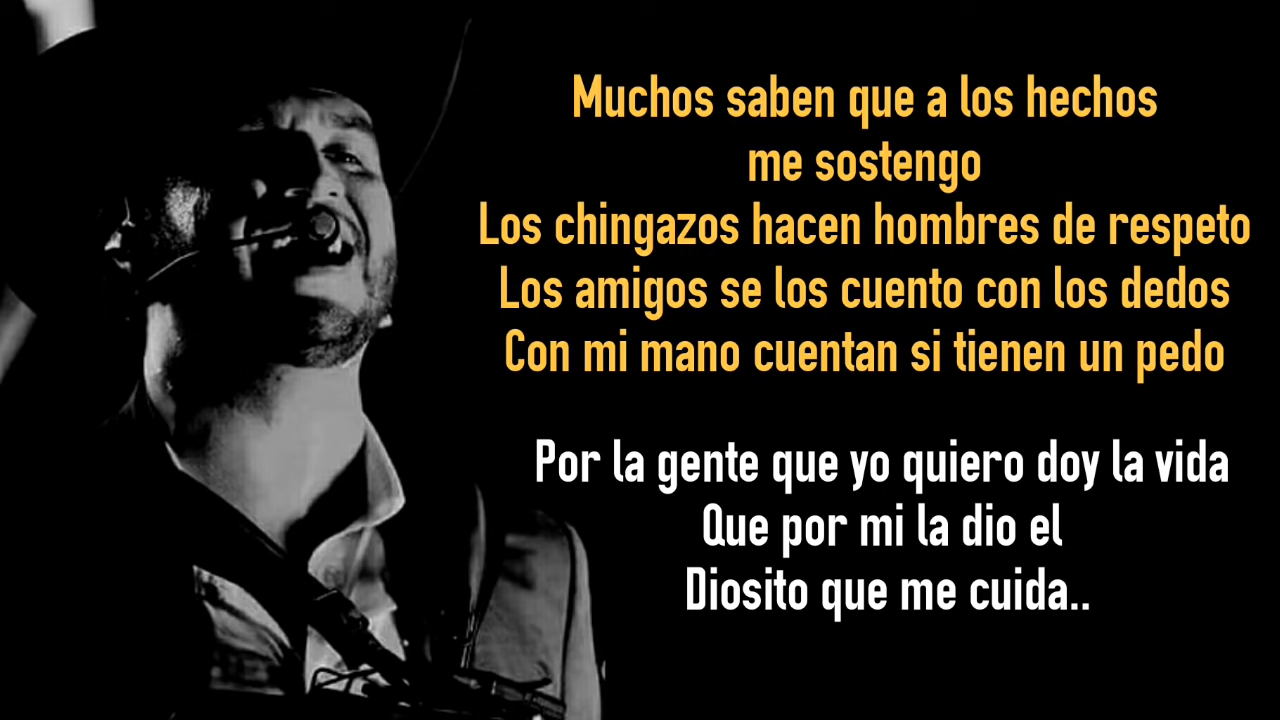 Muchos saben que a los hechos
me sostengo
Los chingazos hacen hombres de respeto
Los amigos se los cuento con los dedos
Con mi mano cuentan si tienen un pedo
Por la gente que yo quiero doy la vida
Que por mi la dio el
Diosito que me cuida..